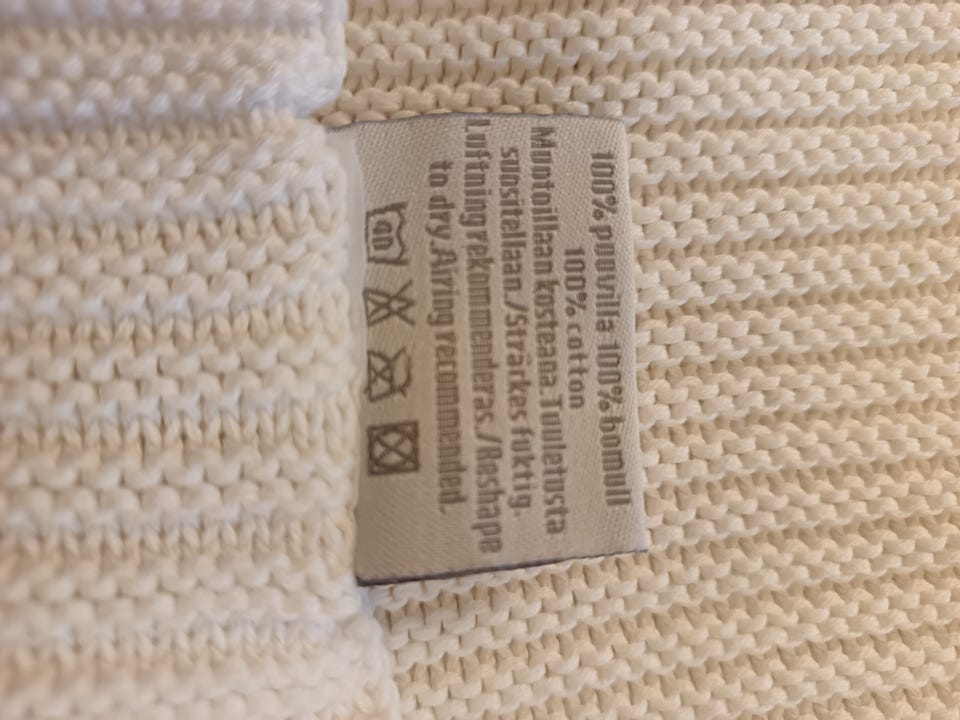 100% puuvilla 100% bomull
100% cotton
Muotoillaan kosteana.Tuuletusta
suositellaan /Sträckes fuktig.
Luftning rekommenderas./Reshape
to dry.Airing recommended.
40